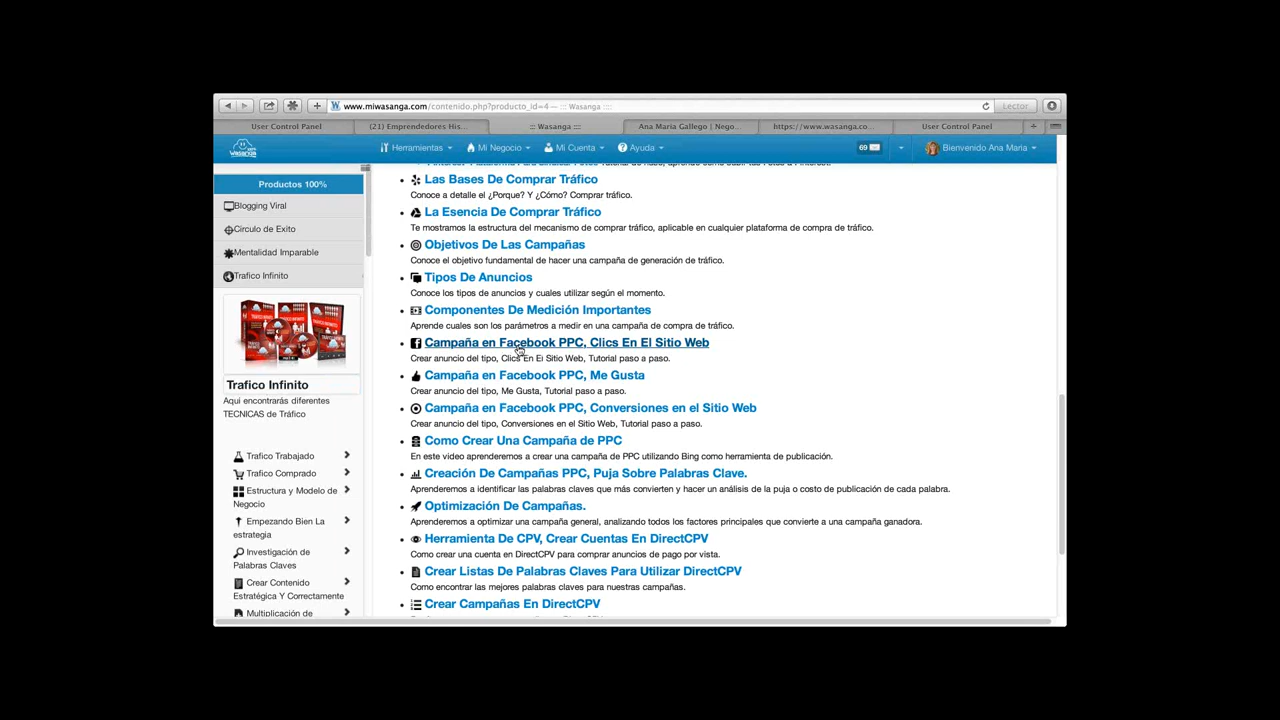 www.miwasanga.com/contenido.php?producto_id=4 — ::: Wasanga ::::
Lector
User Control Panel
(21) Emprendedores His...
::: Wasanga ::::
Ana María Gallego | Nego...
https://www.wasanga.co...
User Control Panel
wasanga
Herramientas
Mi Negocio
Mi Cuenta
Ayuda
69
Bienvenido Ana Maria
Productos 100%
Blogging Viral
Circulo de Exito
Mentalidad Imparable
Trafico Infinito
Trafico Infinito
Aqui encontrarás diferentes
TECNICAS de Tráfico
Trafico Trabajado
Trafico Comprado
Estructura y Modelo de
Negocio
Empezando Bien La
estrategia
Investigación de
Palabras Claves
Crear Contenido
Estratégica Y Correctamente
Multiplicación de
Las Bases De Comprar Tráfico
Conoce a detalle el ¿Porque? Y ¿Cómo? Comprar tráfico.
La Esencia De Comprar Tráfico
Te mostramos la estructura del mecanismo de comprar tráfico, aplicable en cualquier plataforma de compra de tráfico.
Objetivos De Las Campañas
Conoce el objetivo fundamental de hacer una campaña de generación de tráfico.
Tipos De Anuncios
Conoce los tipos de anuncios y cuales utilizar según el momento.
Componentes De Medición Importantes
Aprende cuales son los parámetros a medir en una campaña de compra de tráfico.
Campaña en Facebook PPC, Clics En El Sitio Web
Crear anuncio del tipo, Clics En El Sitio Web, Tutorial paso a paso.
Campaña en Facebook PPC, Me Gusta
Crear anuncio del tipo, Me Gusta, Tutorial paso a paso.
Campaña en Facebook PPC, Conversiones en el Sitio Web
Crear anuncio del tipo, Conversiones en el Sitio Web, Tutorial paso a paso.
Como Crear Una Campaña de PPC
En este video aprenderemos a crear una campaña de PPC utilizando Bing como herramienta de publicación.
Creación De Campañas PPC, Puja Sobre Palabras Clave.
Aprenderemos a identificar las palabras claves que más convierten y hacer un análisis de la puja o costo de publicación de cada palabra.
Optimización De Campañas.
Aprenderemos a optimizar una campaña general, analizando todos los factores principales que convierte a una campaña ganadora.
Herramienta De CPV, Crear Cuentas En DirectCPV
Como crear una cuenta en DirectCPV para comprar anuncios de pago por vista.
Crear Listas De Palabras Claves Para Utilizar DirectCPV
Como encontrar las mejores palabras claves para nuestras campañas.
Crear Campañas En DirectCPV